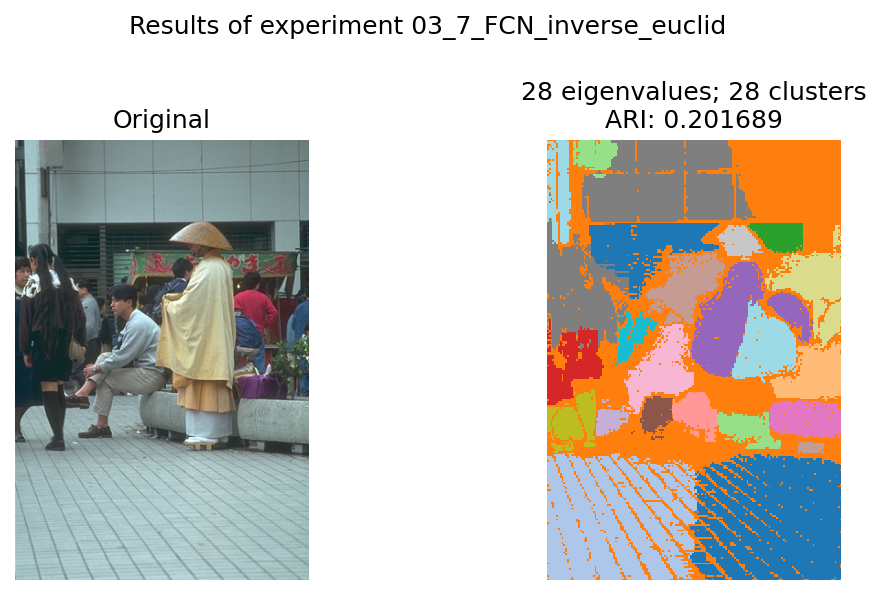 Results of experiment 03_7_FCN_inverse_euclid
Original
28 eigenvalues; 28 clusters
ARI: 0.201689